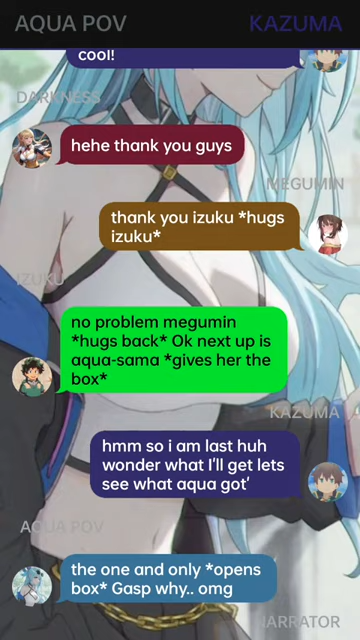 AQUA POV KAZUMA
cool!
DARKNESS
hehe thank you guys
MEGUMIN
thank you izuku *hugs
izuku*
IZUKU
no problem megumin
*hugs back* Ok next up is
aqua-sama *gives her the
box*
KAZUMA
hmm so i am last huh
wonder what I'll get lets
see what aqua got'
AQUA POV
the one and only *opens
box* Gasp why.. omg
NARRATOR